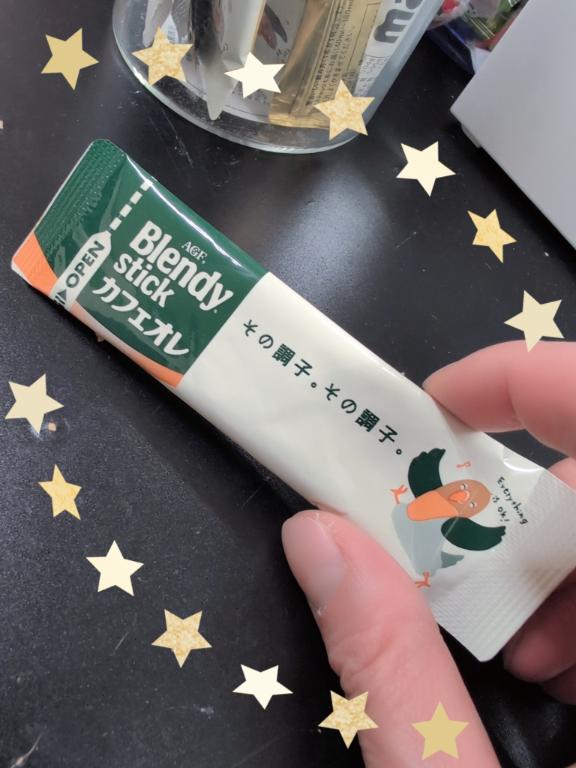 AGF
Blendy
stick
カフェオレ
OPEN
その調子。その調子。
Everything
is ok!